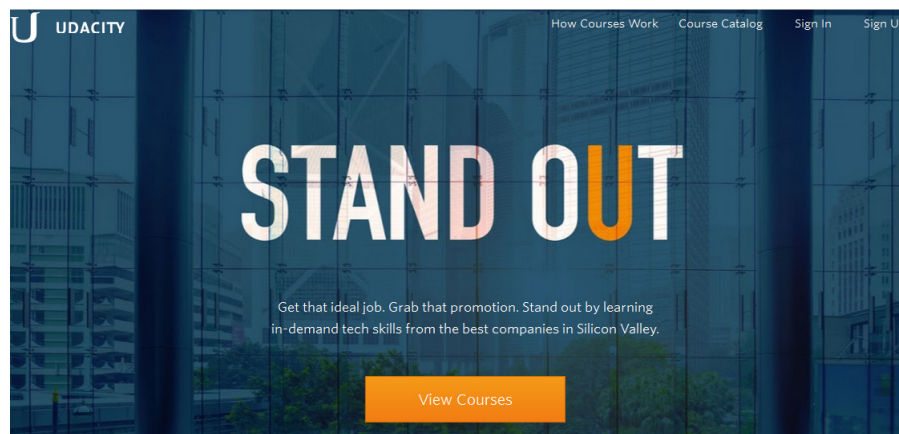 UDACITY
How Courses Work Course Catalog Sign In Sign U
STAND OUT
Get that ideal job. Grab that promotion. Stand out by learning
in-demand tech skills from the best companies in Silicon Valley.
View Courses